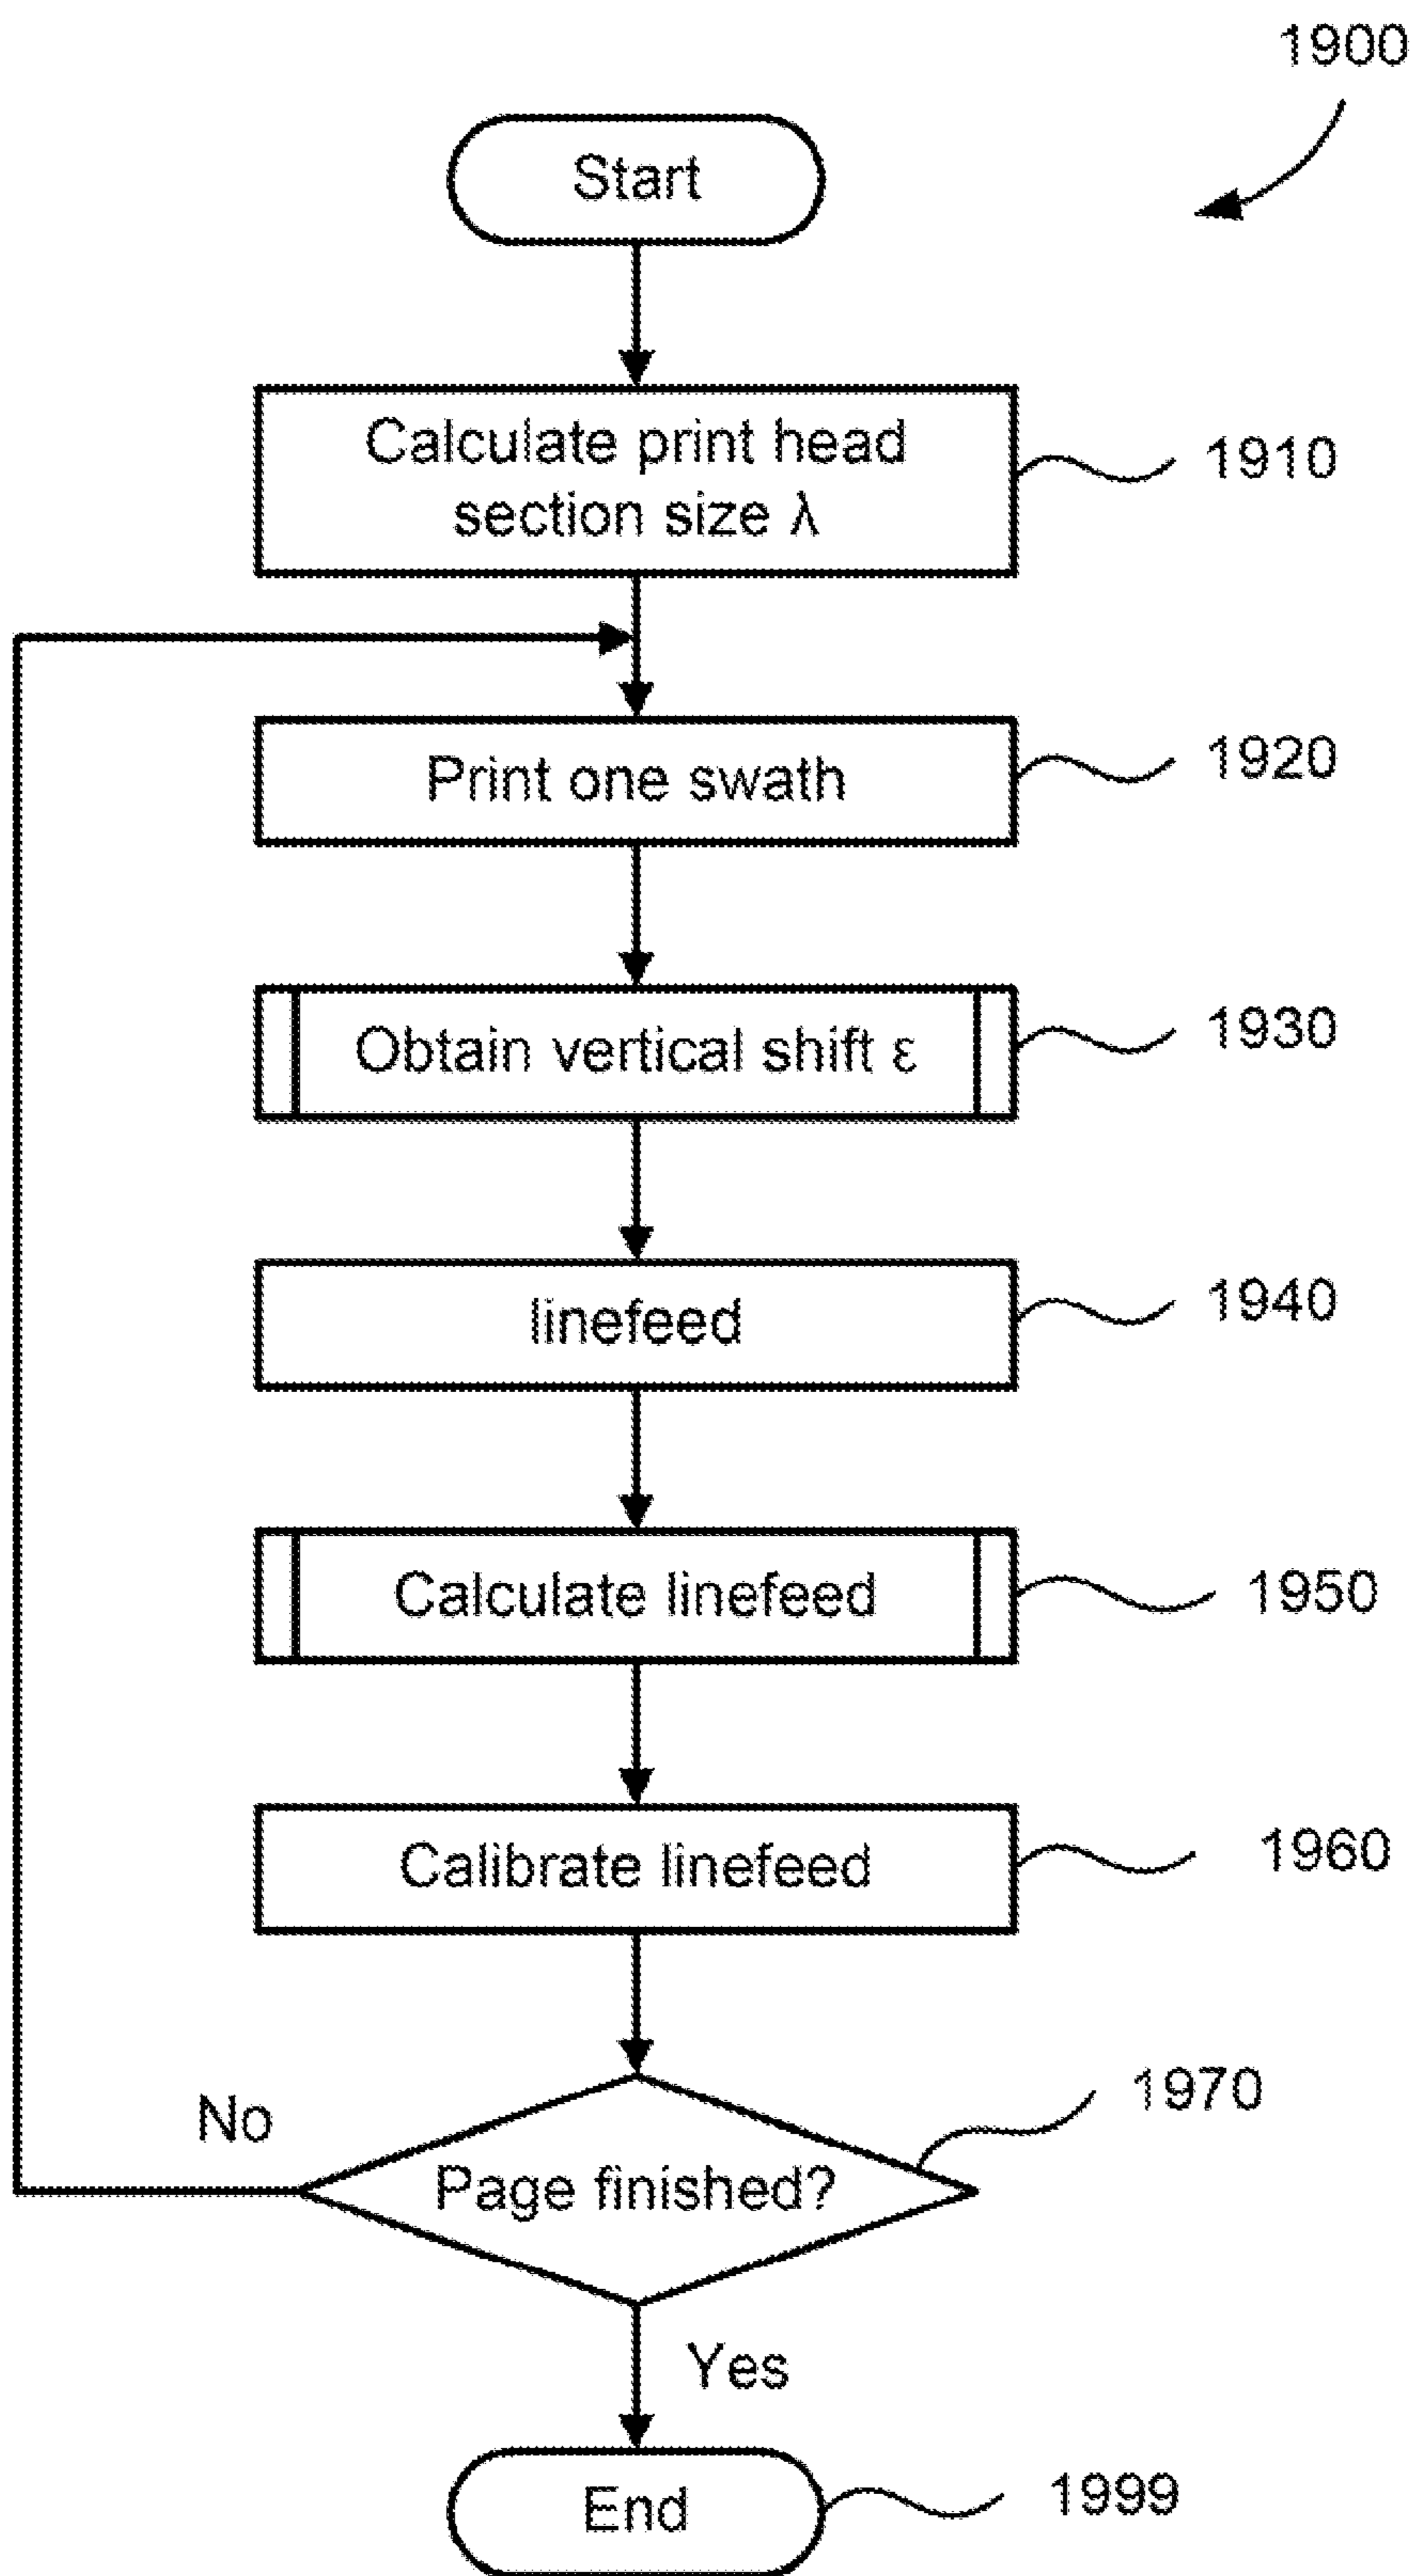 1900
Start
Calculate print head
section size λ
1910
Print one swath
1920
Obtain vertical shift ε
1930
linefeed
1940
Calculate linefeed
1950
Calibrate linefeed
1960
1970
No
Page finished?
Yes
End
1999